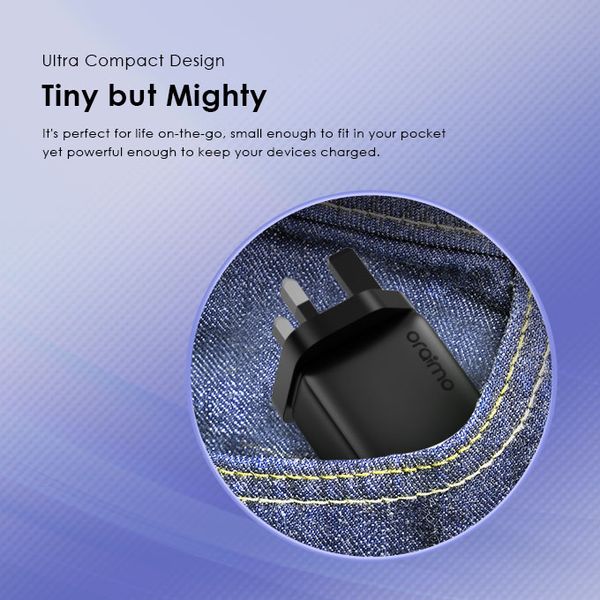 Ultra Compact Design
Tiny but Mighty
It's perfect for life on-the-go, small enough to fit in your pocket
yet powerful enough to keep your devices charged.
oraimo